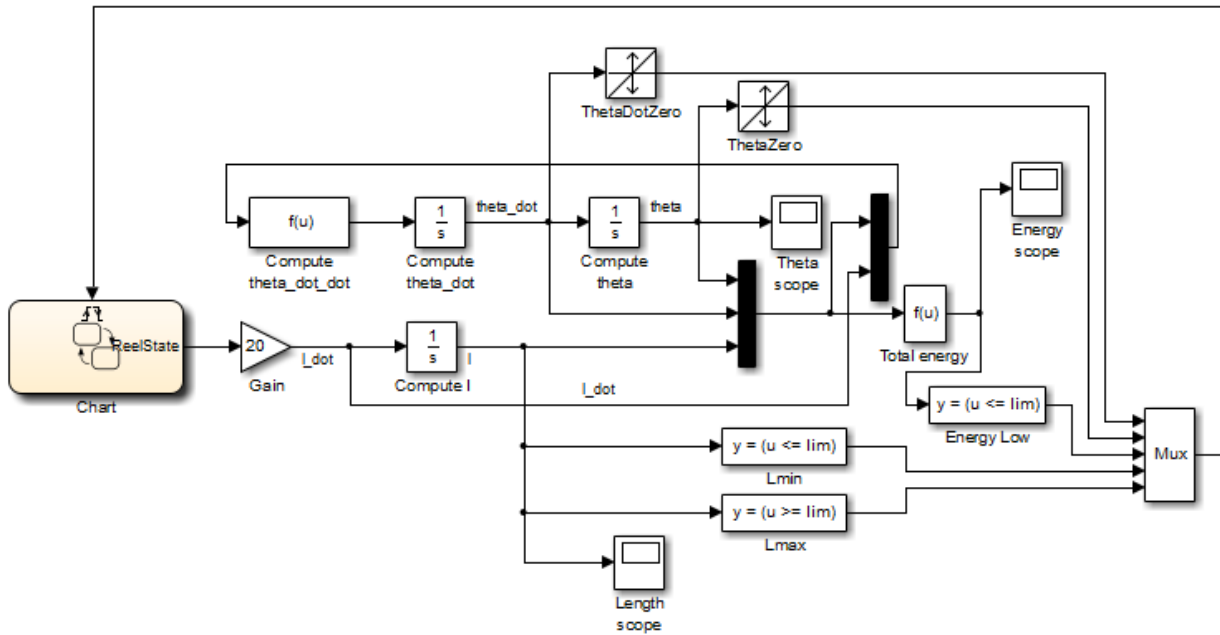 ThetaDotZero
ThetaZero
Energy
scope
f(u)
Compute
theta_dot_dot
1
s
Compute
theta_dot
theta_dot
1
s
Compute
theta
theta
Theta
scope
f(u)
Total energy
ReelState
Chart
20
Gain
l_dot
1
s
Compute l
l
l_dot
y = (u <= lim)
Energy Low
y = (u <= lim)
Lmin
y = (u >= lim)
Lmax
Mux
Length
scope